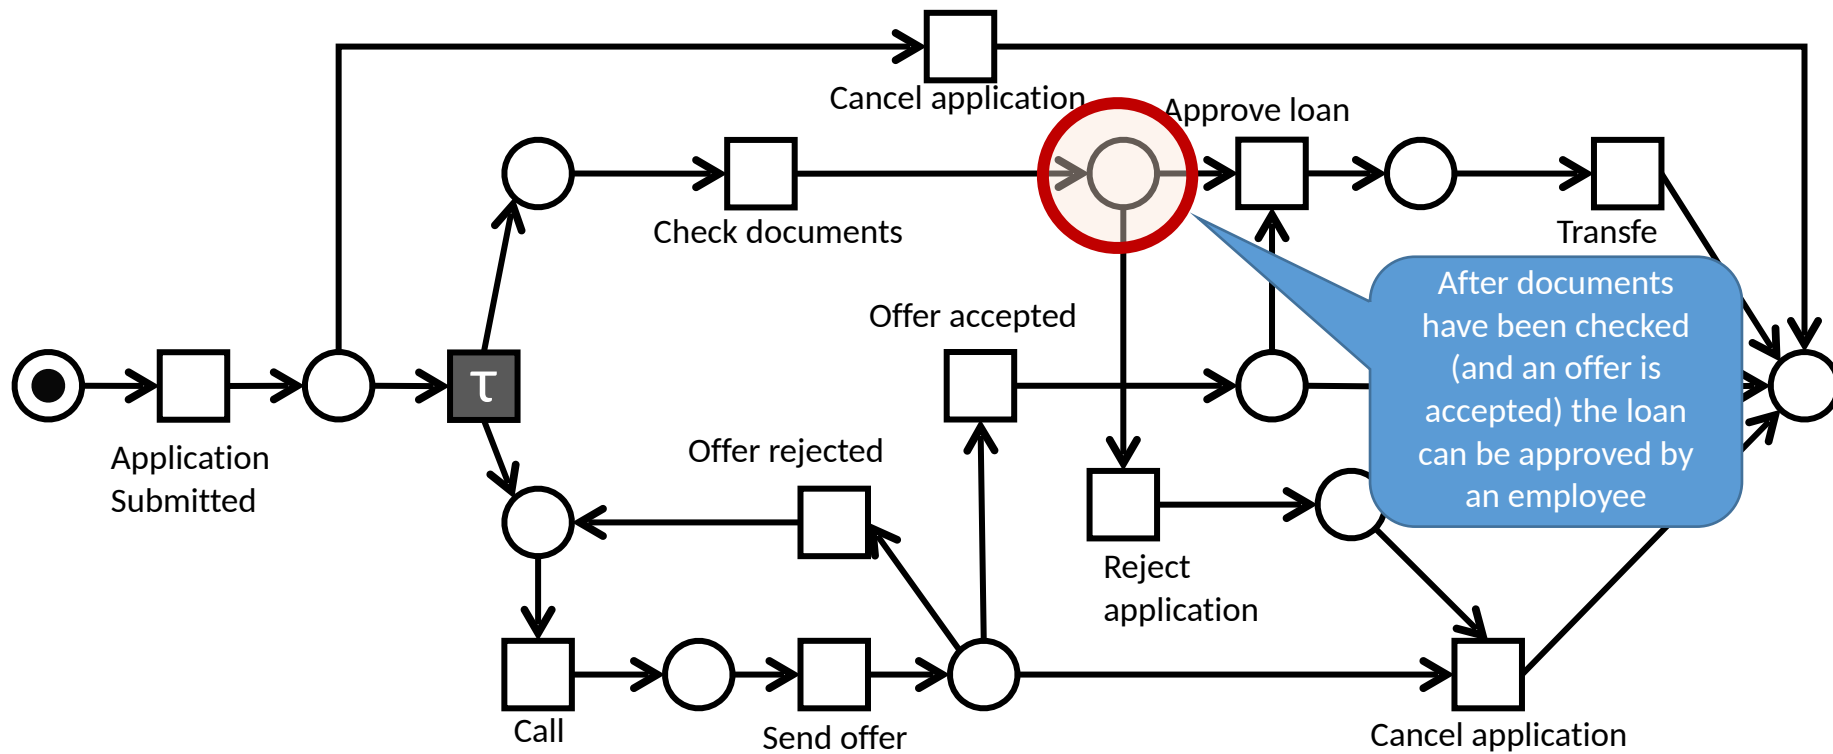 Cancel application
Approve loan
Check documents
Transfe
After documents
have been checked
(and an offer is
accepted) the loan
can be approved by
an employee
Offer accepted
τ
Application
Submitted
Offer rejected
Reject
application
Call
Send offer
Cancel application